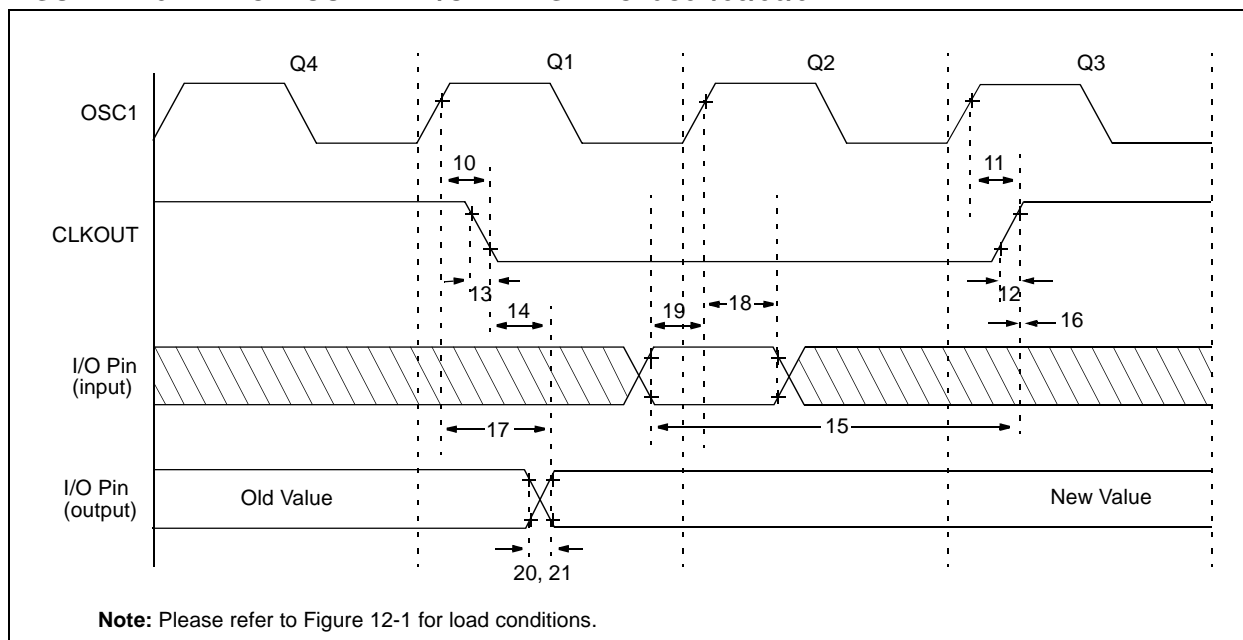 Q4 Q1 Q2 Q3
OSC1
10 11
CLKOUT
13 12
14 19 18 16
I/O Pin
(input)
17 15
I/O Pin
(output)
Old Value New Value
20, 21
Note: Please refer to Figure 12-1 for load conditions.